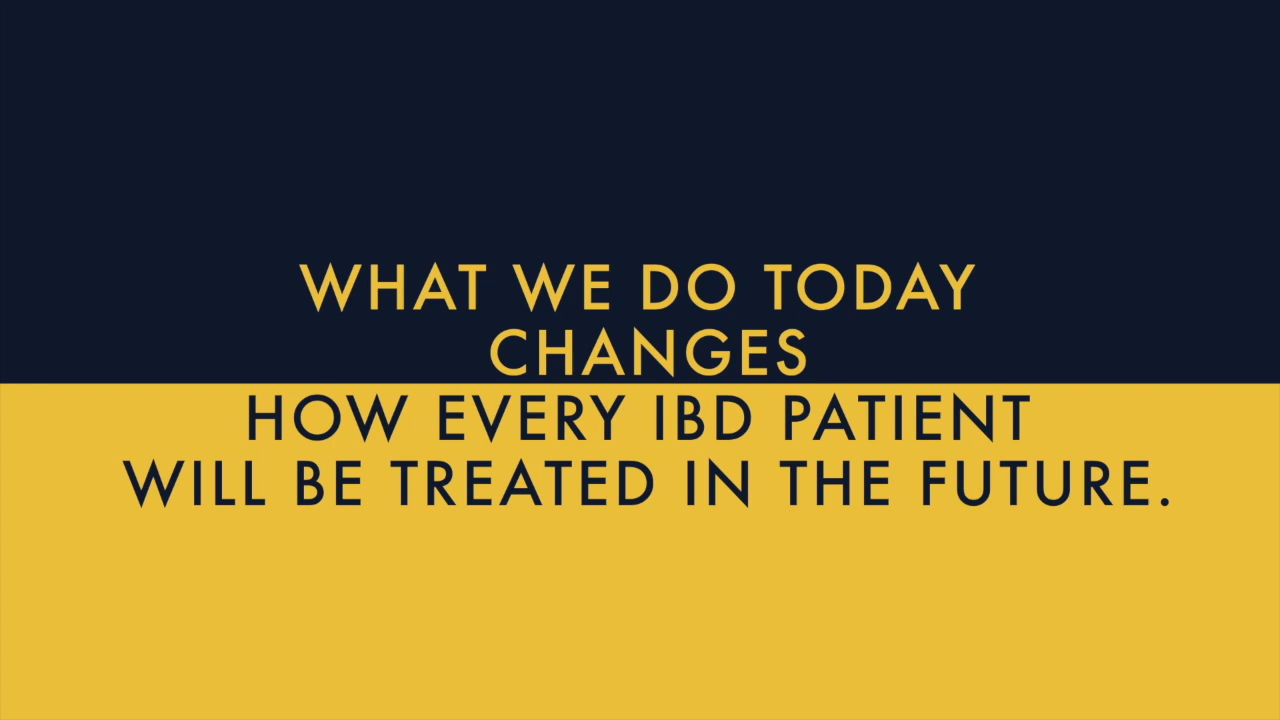 WHAT WE DO TODAY
CHANGES
HOW EVERY IBD PATIENT
WILL BE TREATED IN THE FUTURE.